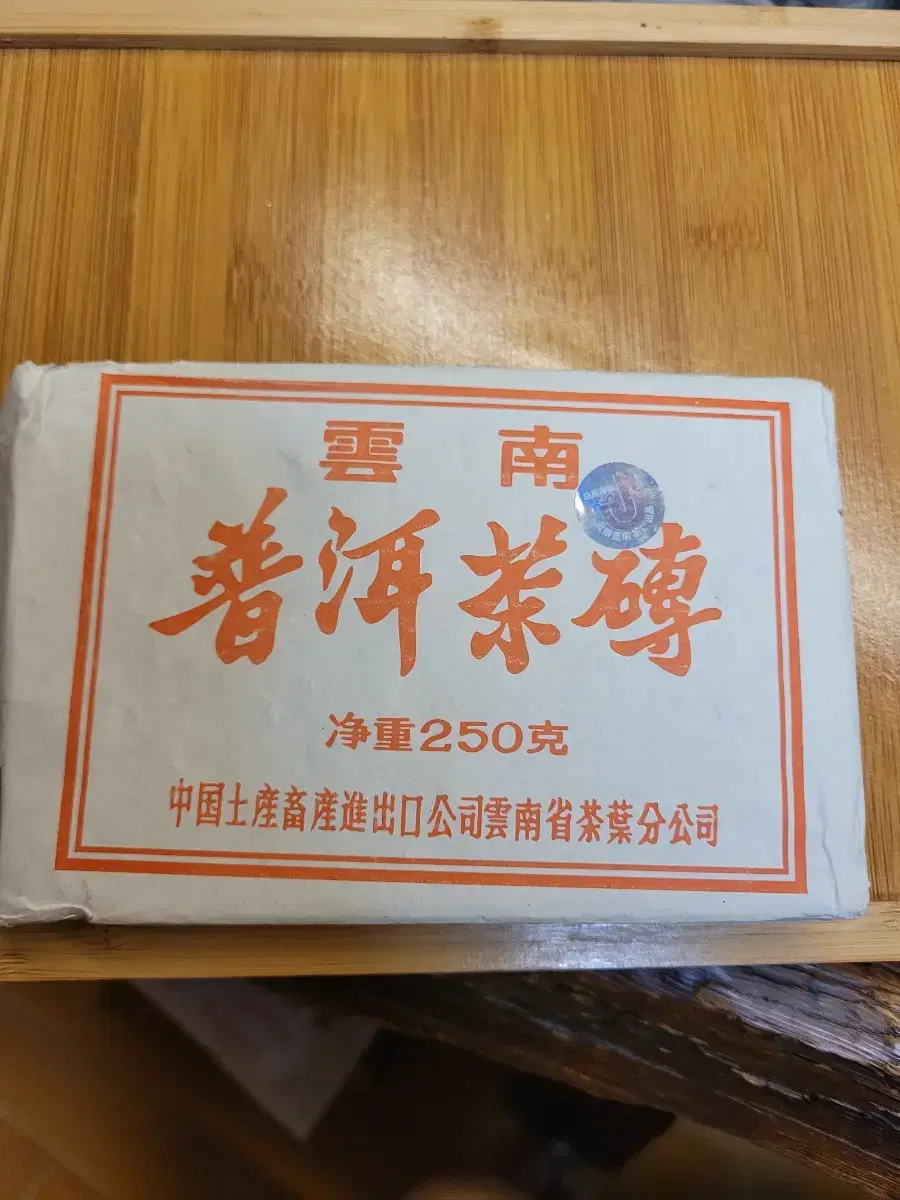 雲南
普洱茶磚
净重250克
中国土産畜産進出口公司雲南省茶葉分公司